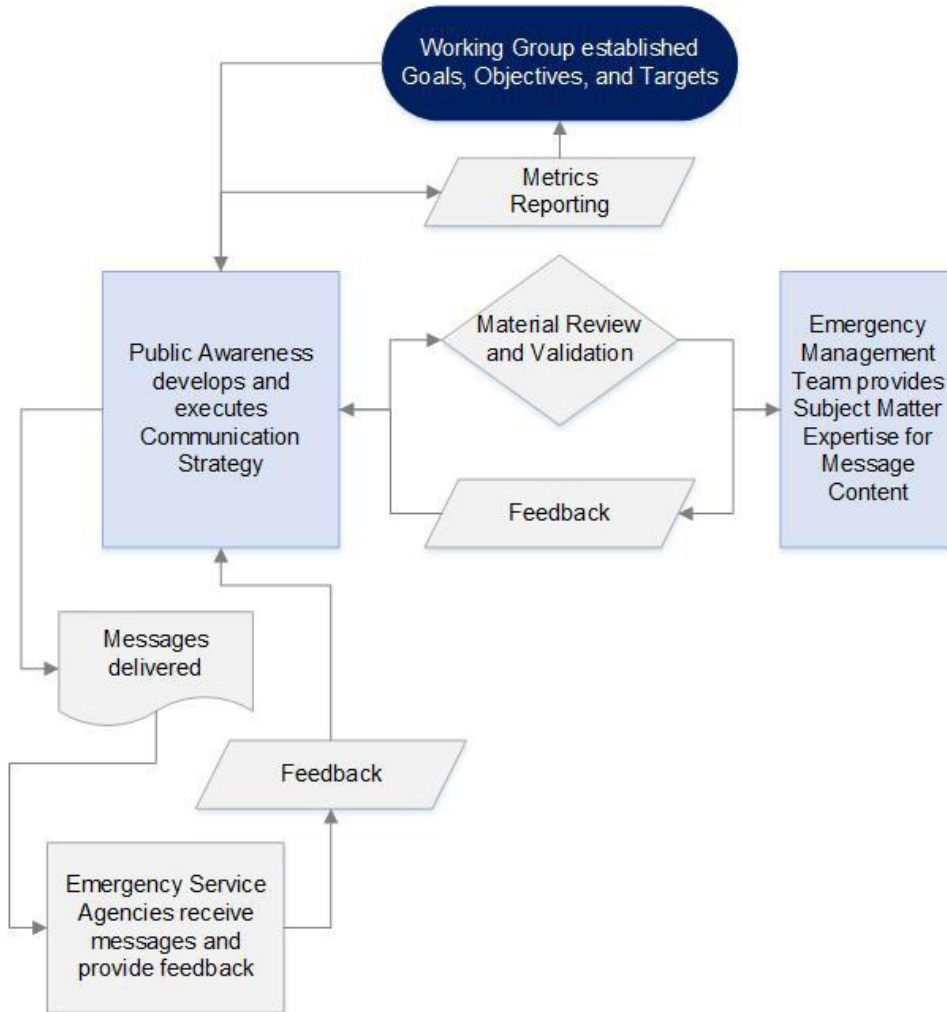 Working Group established
Goals, Objectives, and Targets
Metrics
Reporting
Material Review
and Validation
Public Awareness
develops and
executes
Communication
Strategy
Emergency
Management
Team provides
Subject Matter
Expertise for
Message
Content
Feedback
Messages
delivered
Feedback
Emergency Service
Agencies receive
messages and
provide feedback